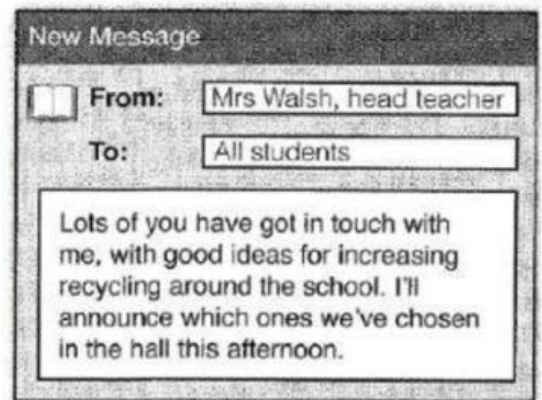 New Message
From: Mrs Walsh, head teacher
To: All students
Lots of you have got in touch with
me, with good ideas for increasing
recycling around the school. I'll
announce which ones we've chosen
in the hall this afternoon.